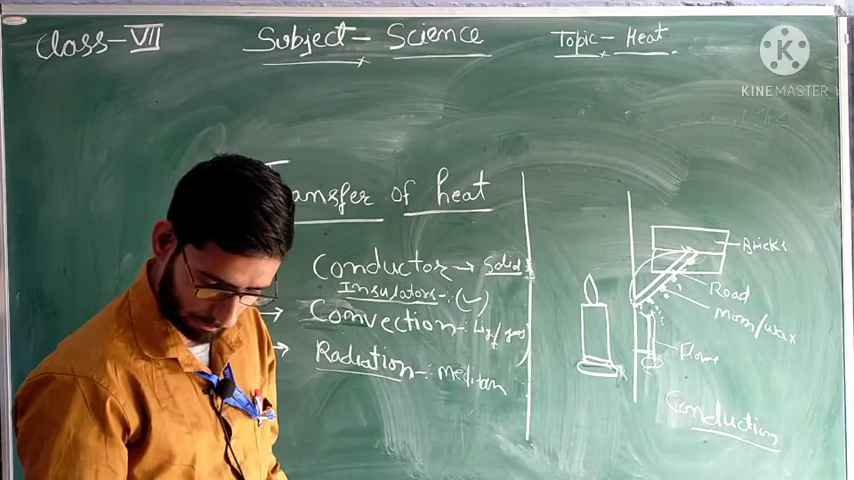 Class-VII Subject- Science Topic- Heat
K
KINEMASTER
Transfer of heat
Conductor → Solid
Insulators-: (✓)
→ Convection-: Liq/gas
→ Radiation-: meditam
Bricks
Road
Mom/wax
Flame
Conduction